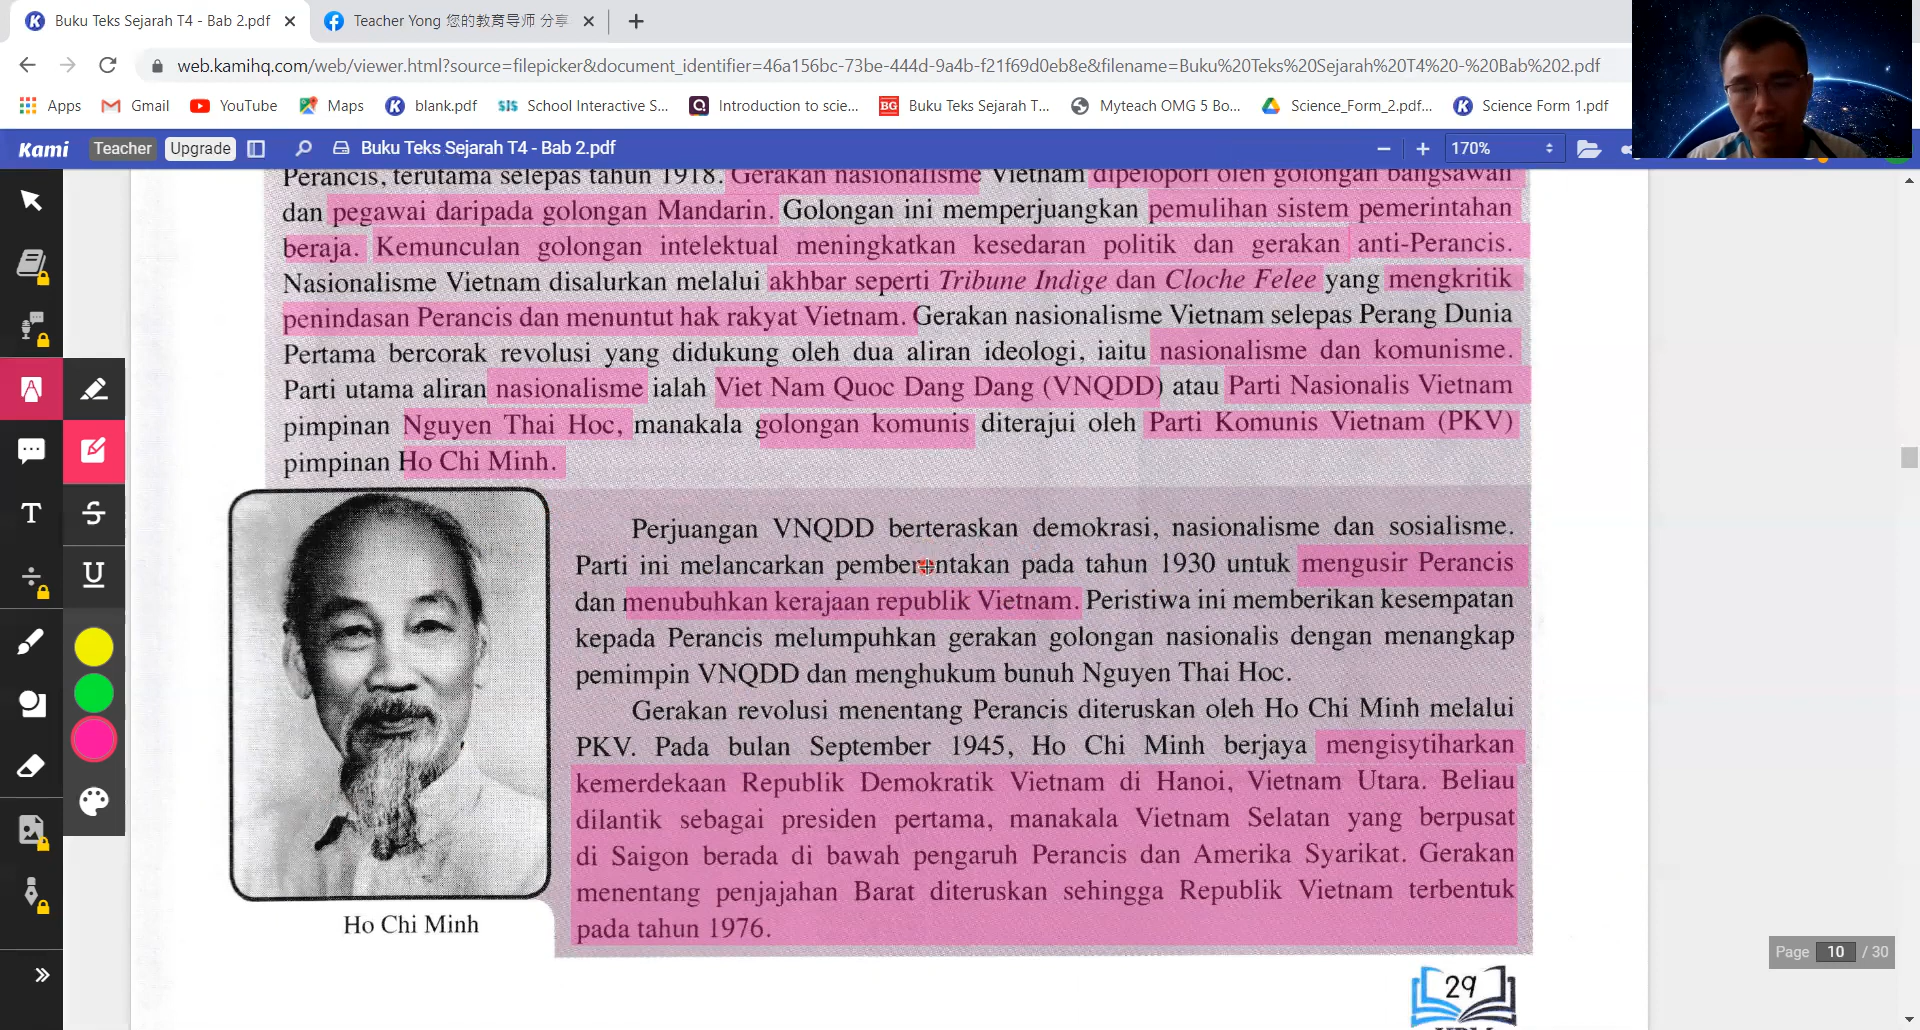 Buku Teks Sejarah T4 - Bab 2.pdf
Teacher Yong 您的教育导师 分享
web.kamihq.com/web/viewer.html?source=filepicker&document_identifier=46a156bc-73be-444d-9a4b-f21f69d0eb8e&filename=Buku%20Teks%20Sejarah%20T4%20-%20Bab%202.pdf
Apps Gmail YouTube Maps blank.pdf School Interactive S... Introduction to scie... Buku Teks Sejarah T... Myteach OMG 5 Bo... Science_Form_2.pdf... Science Form 1.pdf
Kami Teacher Upgrade Buku Teks Sejarah T4 - Bab 2.pdf 170%
Perancis, terutama selepas tahun 1918. Gerakan nasionalisme Vietnam dipelopori oleh golongan bangsawan
dan pegawai daripada golongan Mandarin. Golongan ini memperjuangkan pemulihan sistem pemerintahan
beraja. Kemunculan golongan intelektual meningkatkan kesedaran politik dan gerakan anti-Perancis.
Nasionalisme Vietnam disalurkan melalui akhbar seperti Tribune Indige dan Cloche Felee yang mengkritik
penindasan Perancis dan menuntut hak rakyat Vietnam. Gerakan nasionalisme Vietnam selepas Perang Dunia
Pertama bercorak revolusi yang didukung oleh dua aliran ideologi, iaitu nasionalisme dan komunisme.
Parti utama aliran nasionalisme ialah Viet Nam Quoc Dang Dang (VNQDD) atau Parti Nasionalis Vietnam
pimpinan Nguyen Thai Hoc, manakala golongan komunis diterajui oleh Parti Komunis Vietnam (PKV)
pimpinan Ho Chi Minh.
Perjuangan VNQDD berteraskan demokrasi, nasionalisme dan sosialisme.
Parti ini melancarkan pemberontakan pada tahun 1930 untuk mengusir Perancis
dan menubuhkan kerajaan republik Vietnam. Peristiwa ini memberikan kesempatan
kepada Perancis melumpuhkan gerakan golongan nasionalis dengan menangkap
pemimpin VNQDD dan menghukum bunuh Nguyen Thai Hoc.
Gerakan revolusi menentang Perancis diteruskan oleh Ho Chi Minh melalui
PKV. Pada bulan September 1945, Ho Chi Minh berjaya mengisytiharkan
kemerdekaan Republik Demokratik Vietnam di Hanoi, Vietnam Utara. Beliau
dilantik sebagai presiden pertama, manakala Vietnam Selatan yang berpusat
di Saigon berada di bawah pengaruh Perancis dan Amerika Syarikat. Gerakan
menentang penjajahan Barat diteruskan sehingga Republik Vietnam terbentuk
pada tahun 1976.
Ho Chi Minh
Page 10 / 30
29